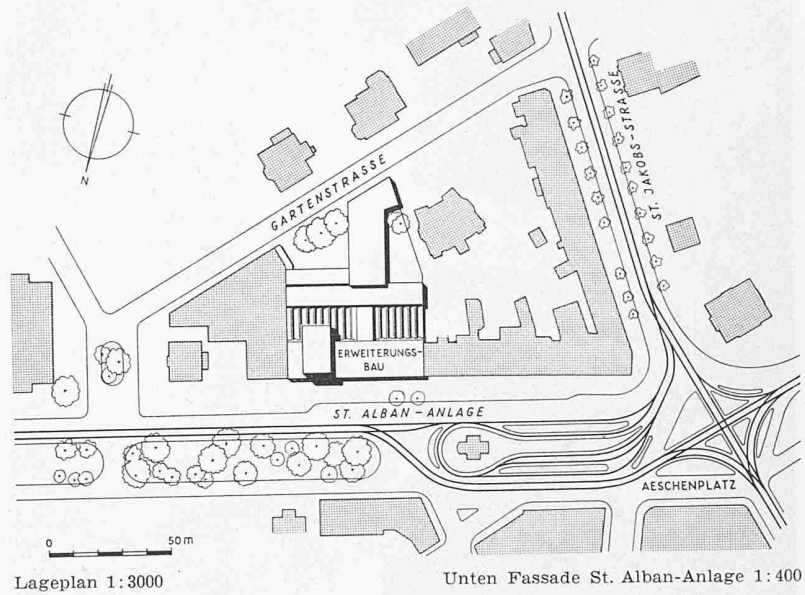 ST. JAKOBS-STRASSE
GARTENSTRASSE
N
ERWEITERUNGS-
BAU
ST. ALBAN-ANLAGE
AESCHENPLATZ
0 50 m
Lageplan 1:3000
Unten Fassade St. Alban-Anlage 1:400